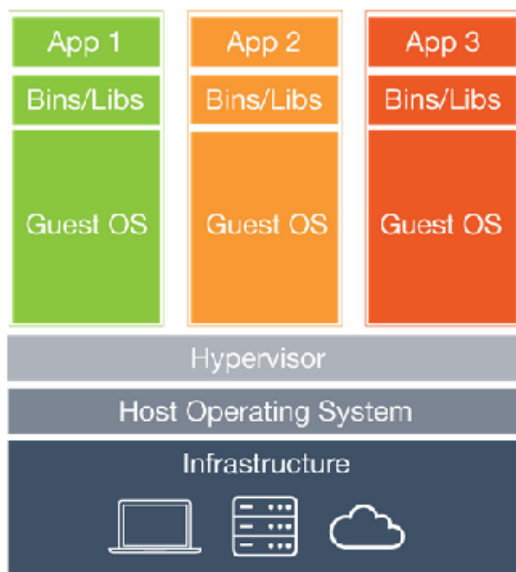 App 1
App 2
App 3
Bins/Libs
Bins/Libs
Bins/Libs
Guest OS
Guest OS
Guest OS
Hypervisor
Host Operating System
Infrastructure